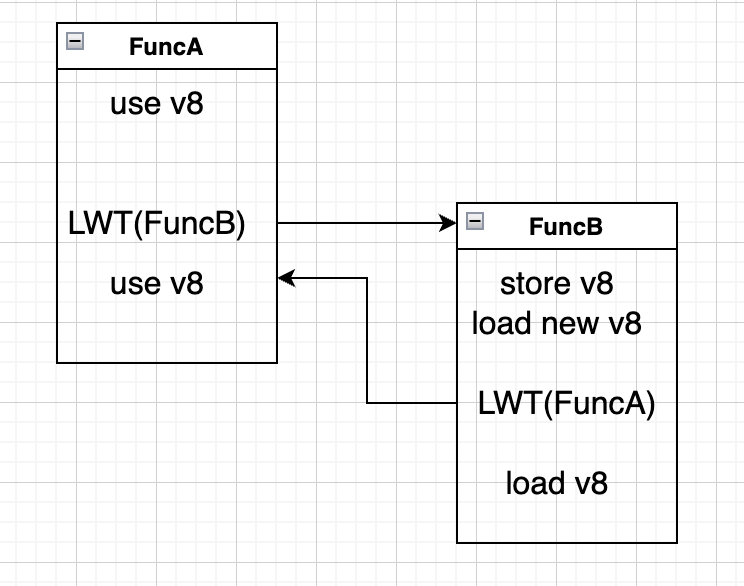 FuncA
use v8
LWT(FuncB)
use v8
FuncB
store v8
load new v8
LWT(FuncA)
load v8